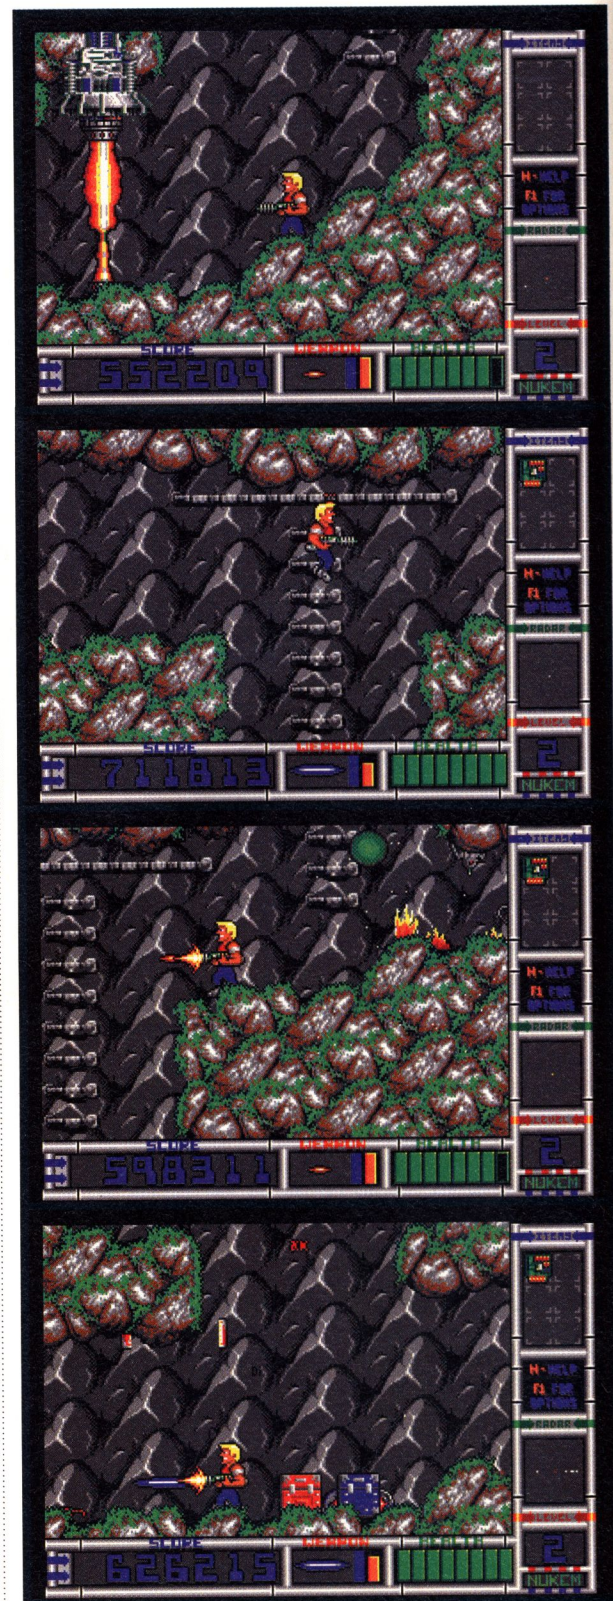 ITEMS
H - HELP
F1 FOR
OPTIONS
RADAR
LEVEL
2
NUKEM
SCORE
WEAPON
HEALTH
552209
ITEMS
H - HELP
F1 FOR
OPTIONS
RADAR
LEVEL
2
NUKEM
SCORE
WEAPON
HEALTH
711813
ITEMS
H - HELP
F1 FOR
OPTIONS
RADAR
LEVEL
2
NUKEM
SCORE
WEAPON
HEALTH
598311
ITEMS
H - HELP
F1 FOR
OPTIONS
RADAR
LEVEL
2
NUKEM
SCORE
WEAPON
HEALTH
626215